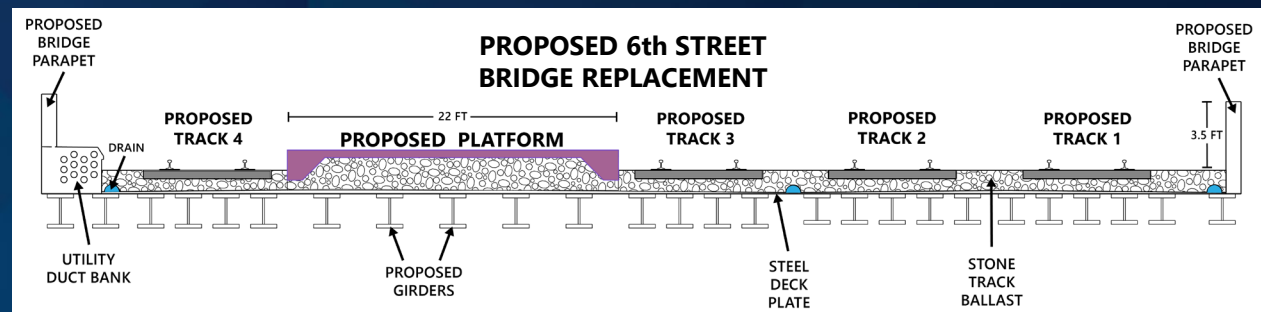 PROPOSED
BRIDGE
PARAPET
PROPOSED 6th STREET
BRIDGE REPLACEMENT
PROPOSED
BRIDGE
PARAPET
PROPOSED
TRACK 4
22 FT
PROPOSED PLATFORM
PROPOSED
TRACK 3
PROPOSED
TRACK 2
PROPOSED
TRACK 1
3.5 FT
DRAIN
UTILITY
DUCT BANK
PROPOSED
GIRDERS
STEEL
DECK
PLATE
STONE
TRACK
BALLAST